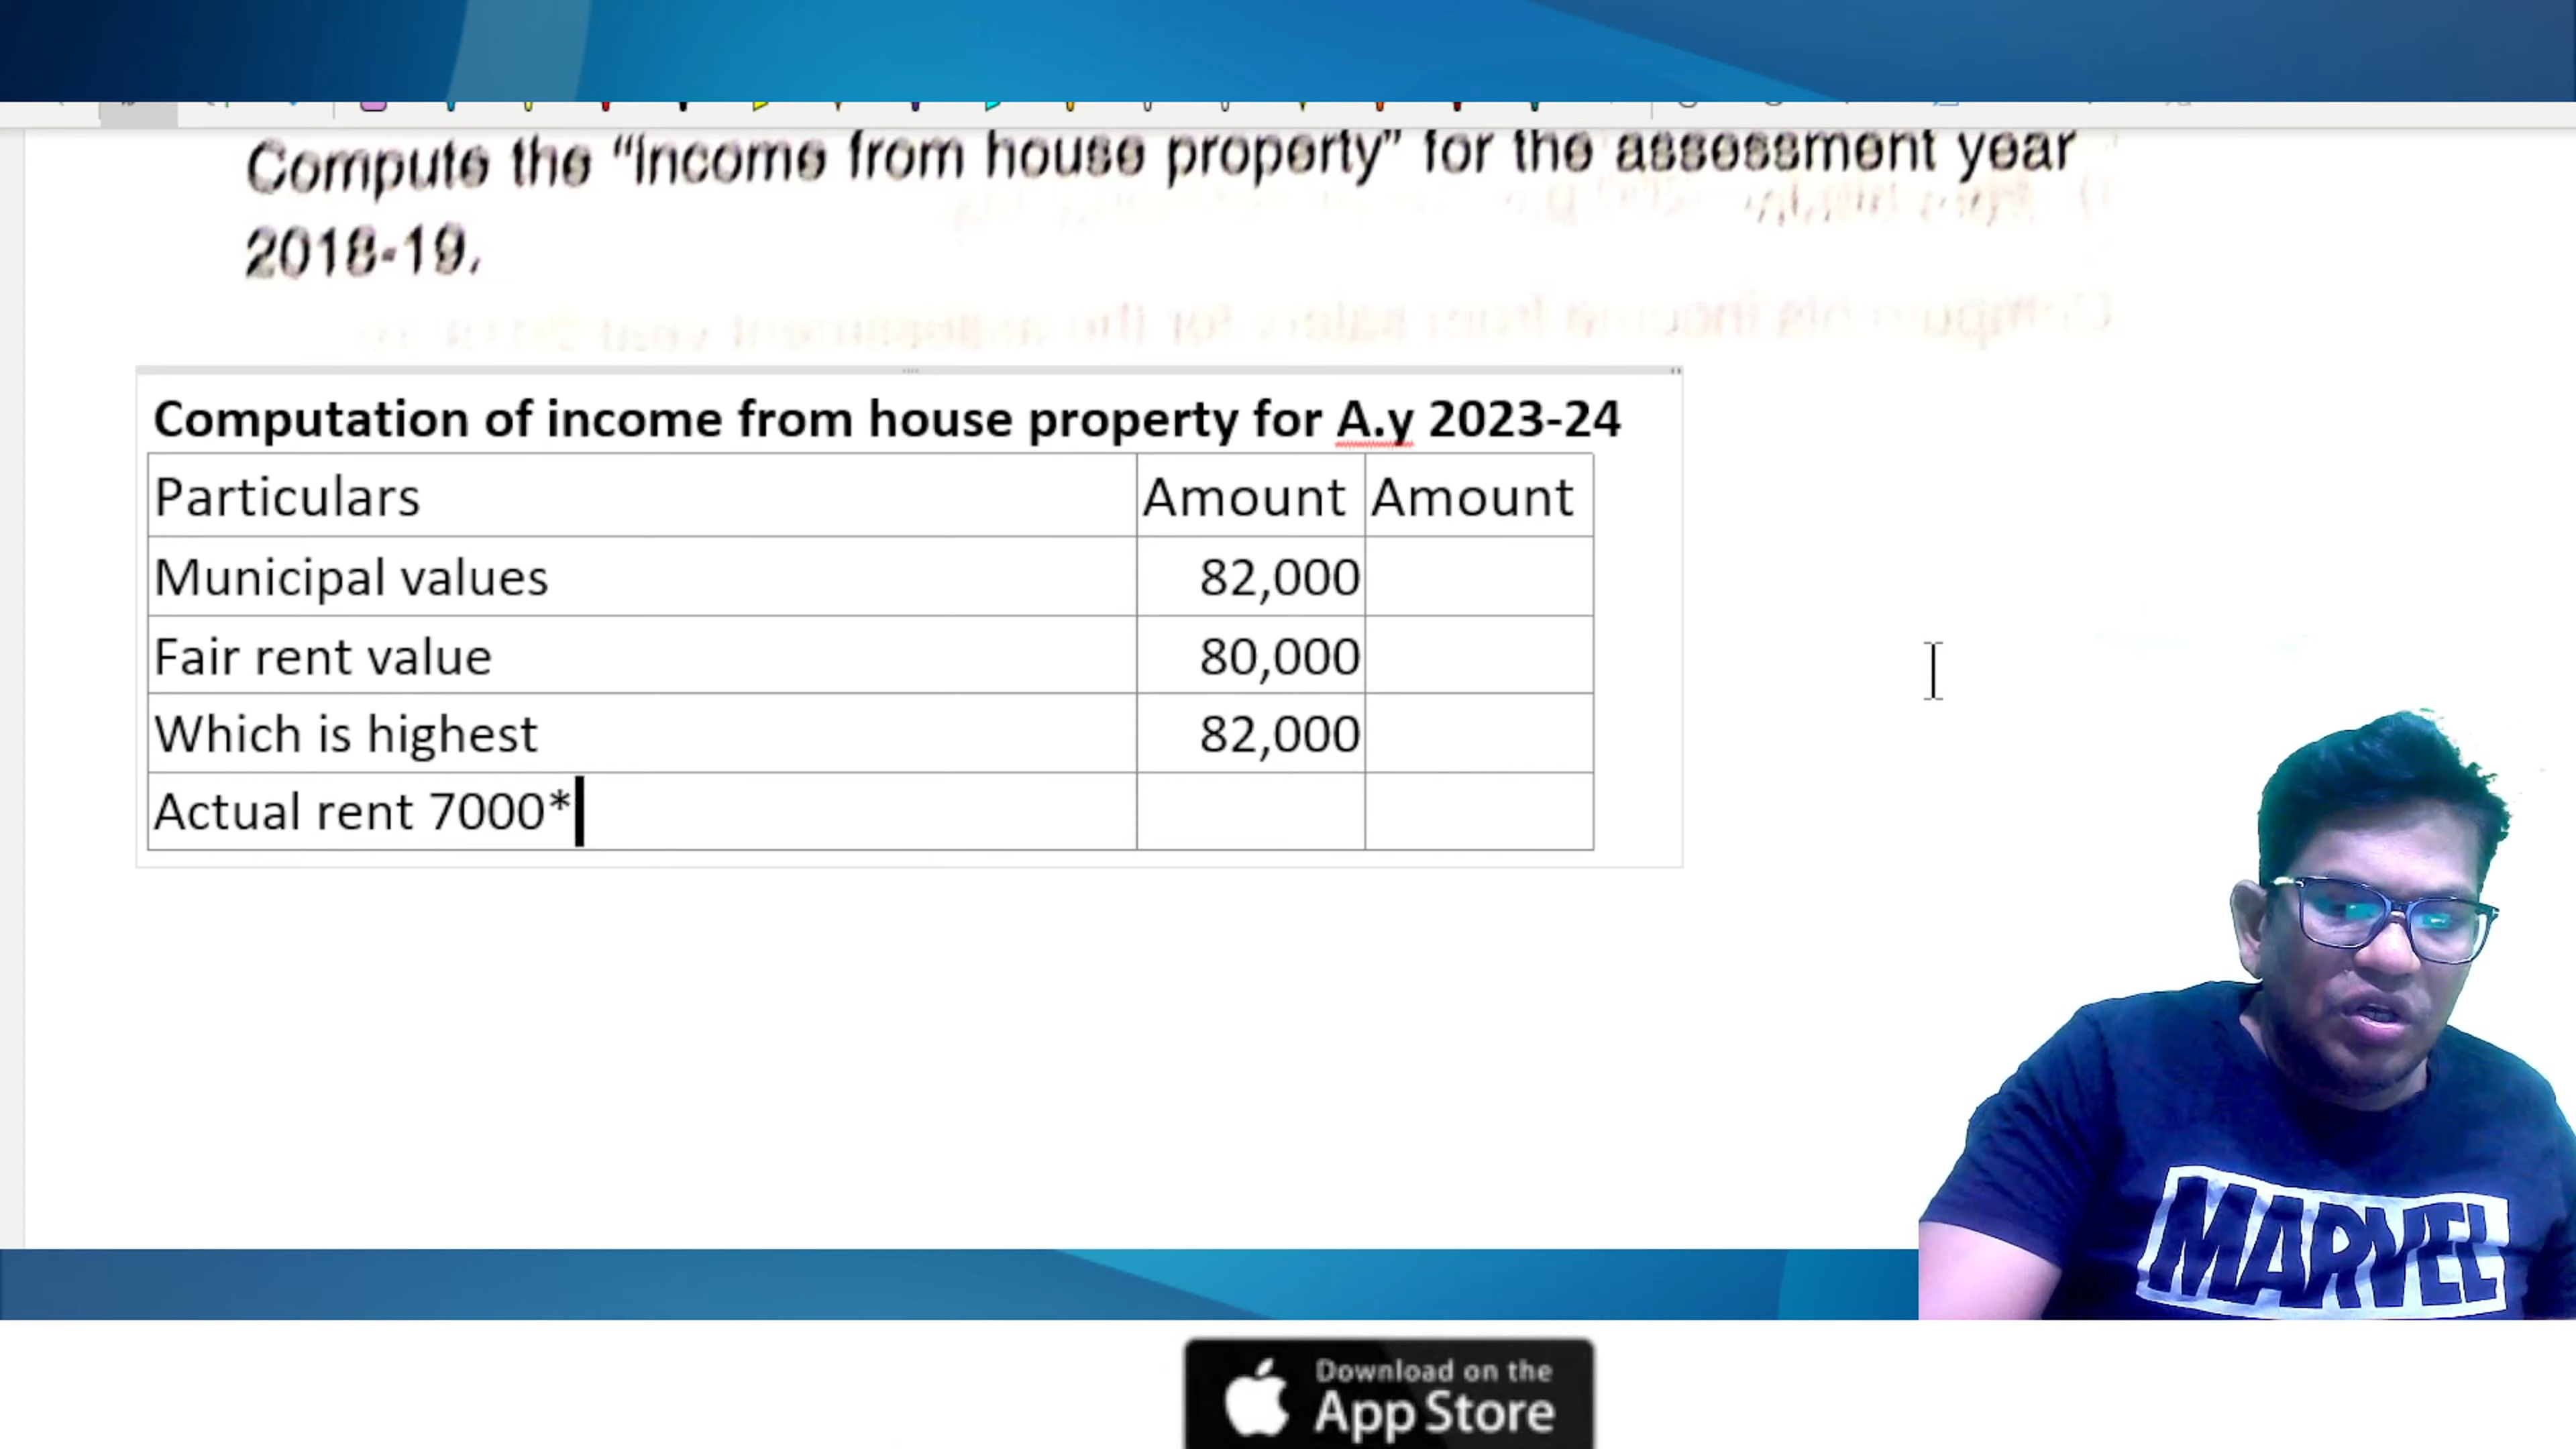 Compute the “Income from house property” for the assessment year
2018-19.
Computation of income from house property for A.y 2023-24
Particulars Amount Amount
Municipal values 82,000
Fair rent value 80,000
Which is highest 82,000
Actual rent 7000*
MARVEL
Download on the
App Store